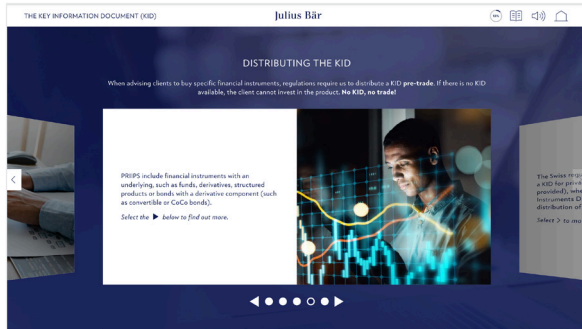 THE KEY INFORMATION DOCUMENT (KID)
Julius Bär
DISTRIBUTING THE KID
When advising clients to buy specific financial instruments, regulations require us to distribute a KID pre-trade. If there is no KID
available, the client cannot invest in the product. No KID, no trade!
PRIIPS include financial instruments with an
underlying, such as funds, derivatives, structured
products or bonds with a derivative component (such
as convertible or CoCo bonds).
Select the ▶ below to find out more.
The Swiss requ
a KID for priva
provided), whe
Instruments D
distribution of
Select > to mo